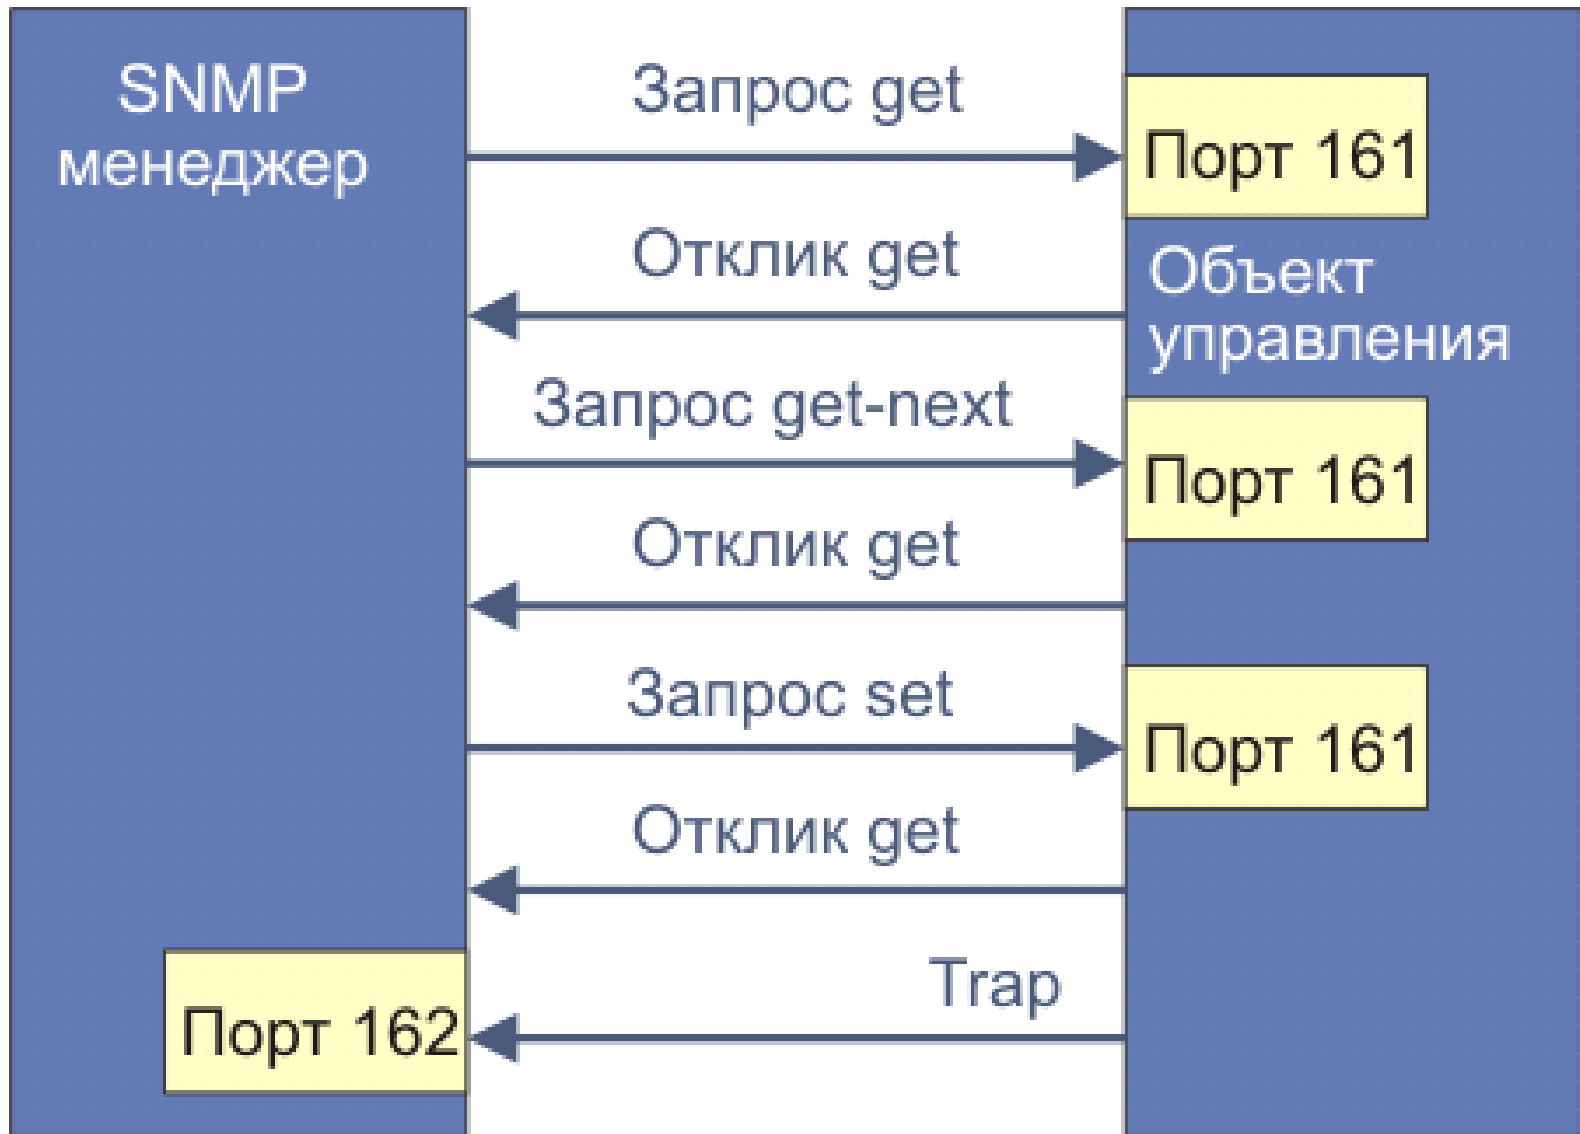 SNMP
менеджер
Запрос get
Порт 161
Отклик get
Объект
управления
Запрос get-next
Порт 161
Отклик get
Запрос set
Порт 161
Отклик get
Trap
Порт 162